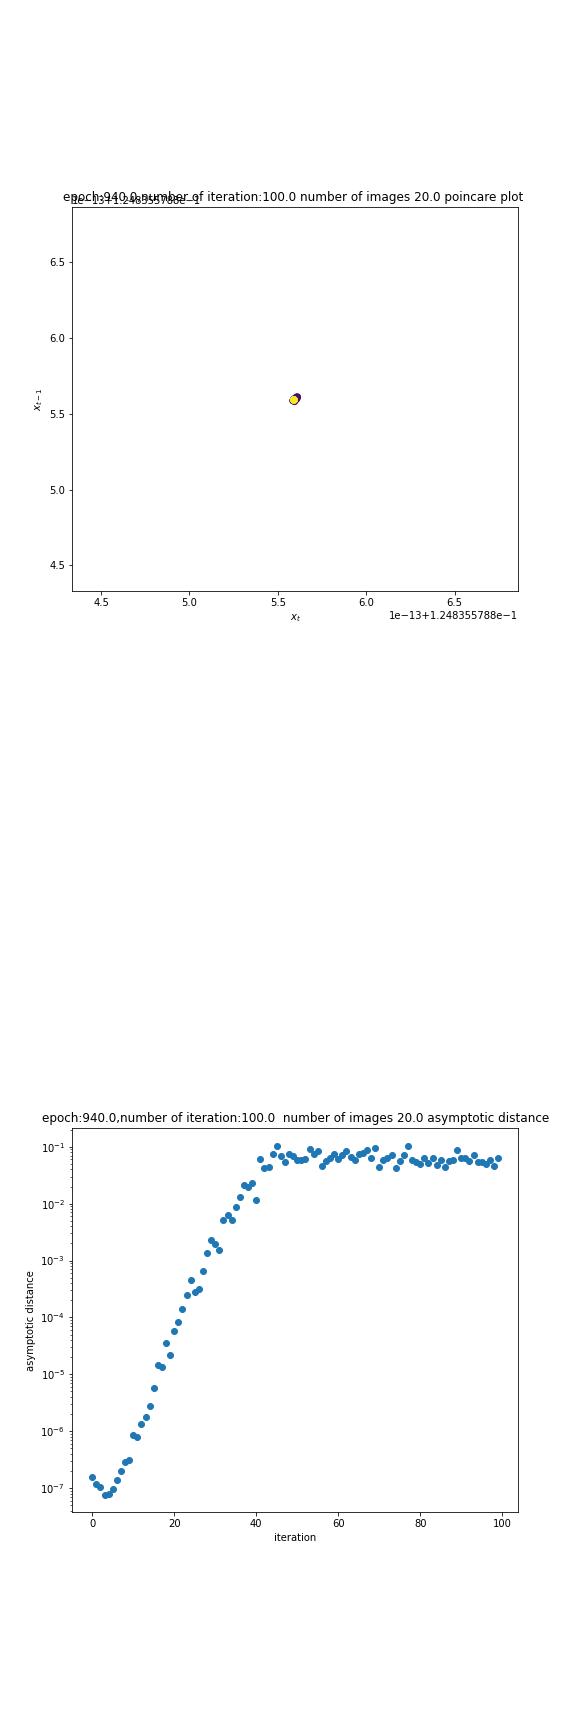 epoch:940.0,number of iteration:100.0 number of images 20.0 poincare plot
1e−13+1.248355788e−1
6.5
6.0
5.5
5.0
4.5
x_{t−1}
4.5 5.0 5.5 6.0 6.5
x_t
1e−13+1.248355788e−1
epoch:940.0,number of iteration:100.0  number of images 20.0 asymptotic distance
10^{−1}
10^{−2}
10^{−3}
10^{−4}
10^{−5}
10^{−6}
10^{−7}
asymptotic distance
0 20 40 60 80 100
iteration